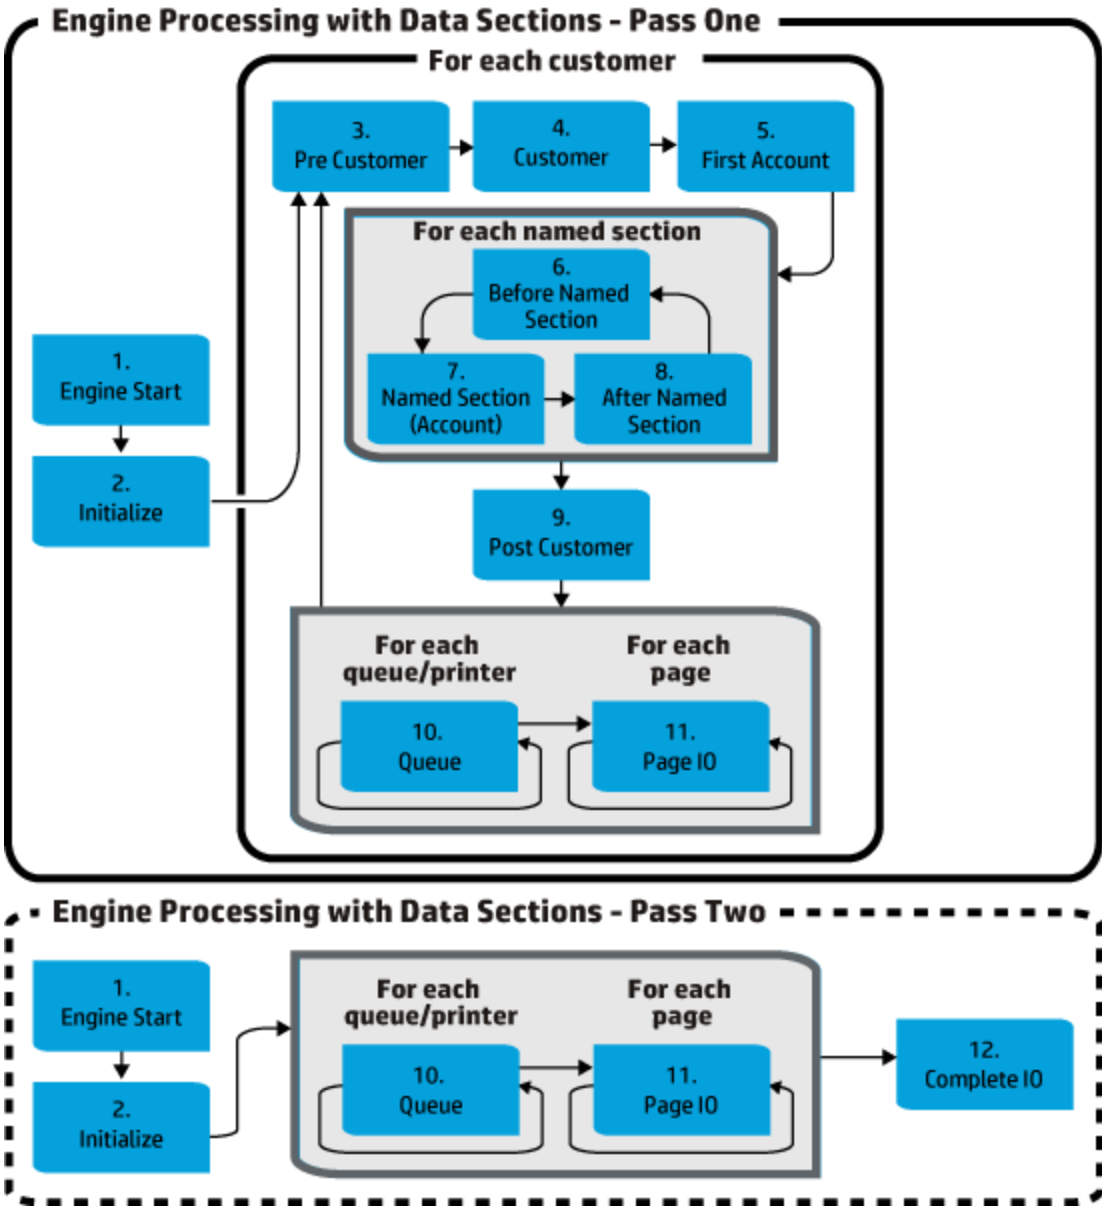 Engine Processing with Data Sections - Pass One
For each customer
3.
Pre Customer
4.
Customer
5.
First Account
For each named section
6.
Before Named
Section
7.
Named Section
(Account)
8.
After Named
Section
1.
Engine Start
2.
Initialize
9.
Post Customer
For each
queue/printer
For each
page
10.
Queue
11.
Page IO
Engine Processing with Data Sections - Pass Two
1.
Engine Start
2.
Initialize
For each
queue/printer
For each
page
10.
Queue
11.
Page IO
12.
Complete IO